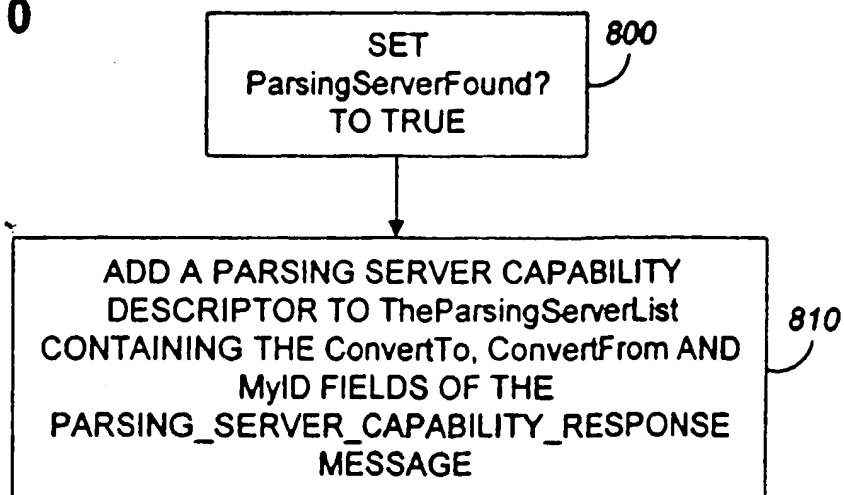 0
SET
ParsingServerFound?
TO TRUE
800
ADD A PARSING SERVER CAPABILITY
DESCRIPTOR TO TheParsingServerList
CONTAINING THE ConvertTo, ConvertFrom AND
MyID FIELDS OF THE
PARSING_SERVER_CAPABILITY_RESPONSE
MESSAGE
810